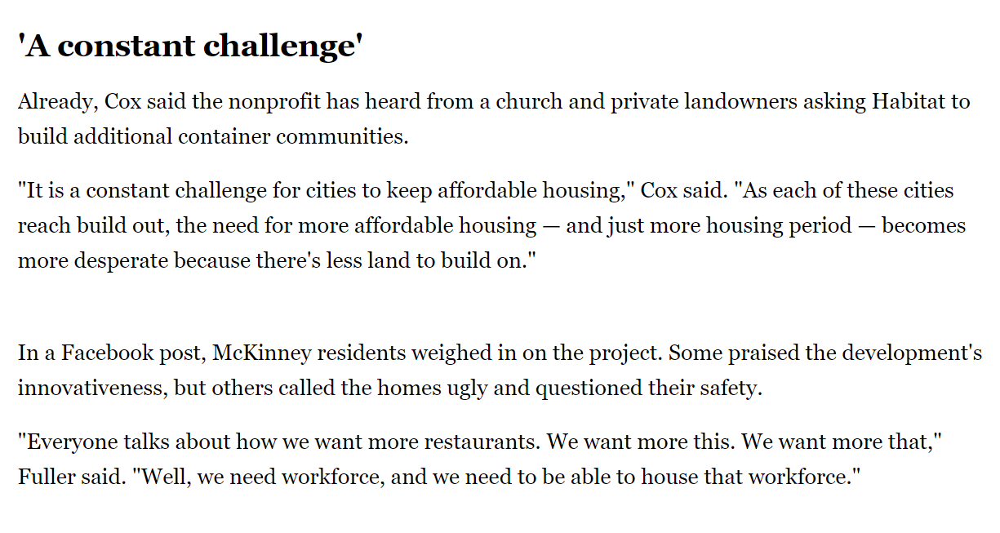 'A constant challenge'
Already, Cox said the nonprofit has heard from a church and private landowners asking Habitat to
build additional container communities.
"It is a constant challenge for cities to keep affordable housing," Cox said. "As each of these cities
reach build out, the need for more affordable housing — and just more housing period — becomes
more desperate because there's less land to build on."
In a Facebook post, McKinney residents weighed in on the project. Some praised the development's
innovativeness, but others called the homes ugly and questioned their safety.
"Everyone talks about how we want more restaurants. We want more this. We want more that,"
Fuller said. "Well, we need workforce, and we need to be able to house that workforce."